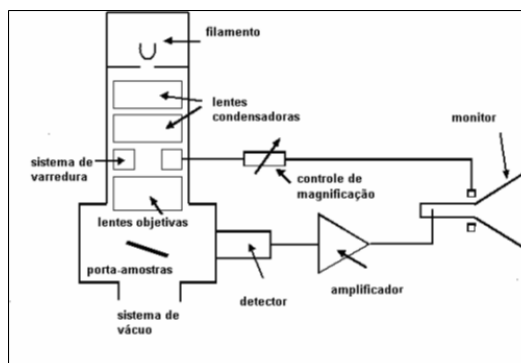 filamento
lentes
condensadoras
monitor
sistema de
varredura
controle de
magnificação
lentes objetivas
porta-amostras
detector
amplificador
sistema de
vácuo